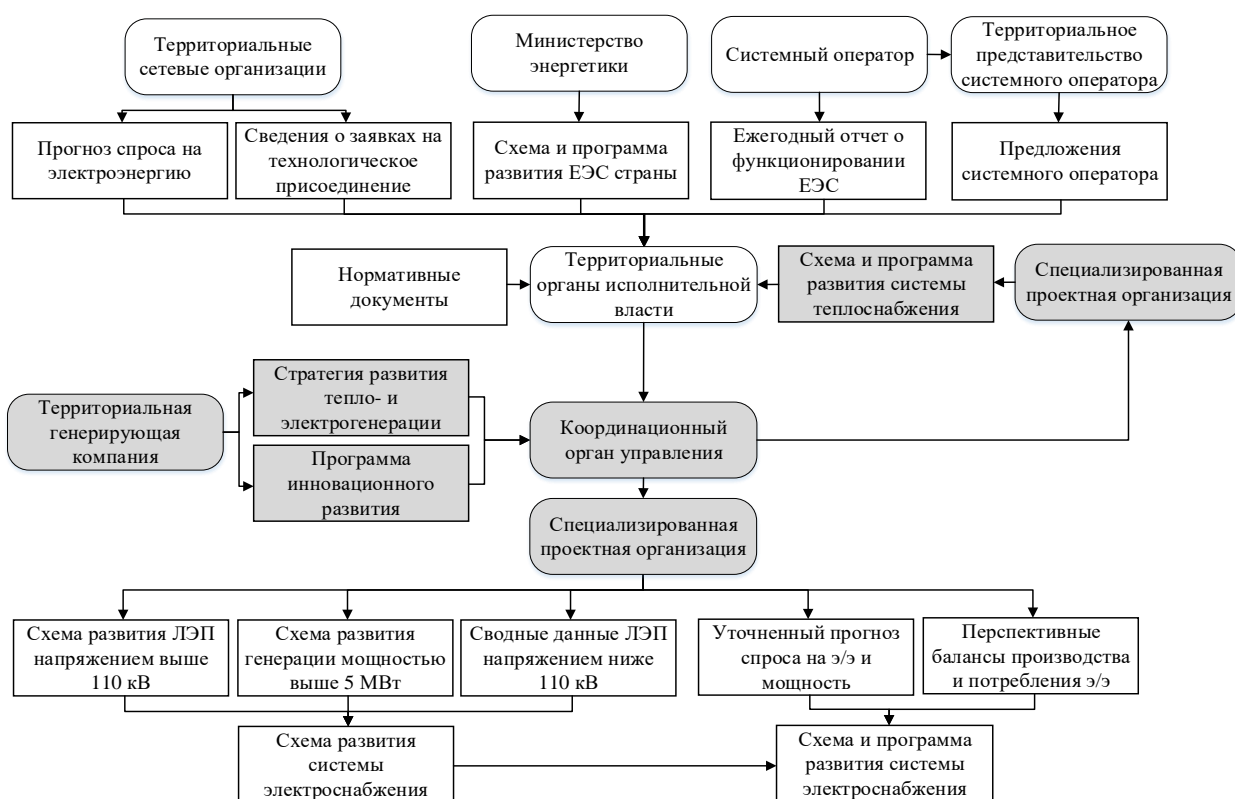 Территориальные
сетевые организации
Министерство
энергетики
Системный оператор
Территориальное
представительство
системного оператора
Прогноз спроса на
электроэнергию
Сведения о заявках на
технологическое
присоединение
Схема и программа
развития ЕЭС страны
Ежегодный отчет о
функционировании
ЕЭС
Предложения
системного оператора
Нормативные
документы
Территориальные
органы исполнительной
власти
Схема и программа
развития системы
теплоснабжения
Специализированная
проектная организация
Территориальная
генерирующая
компания
Стратегия развития
тепло- и
электрогенерации
Программа
инновационного
развития
Координационный
орган управления
Специализированная
проектная организация
Схема развития ЛЭП
напряжением выше
110 кВ
Схема развития
генерации мощностью
выше 5 МВт
Сводные данные ЛЭП
напряжением ниже
110 кВ
Уточненный прогноз
спроса на э/э и
мощность
Перспективные
балансы производства
и потребления э/э
Схема развития
системы
электроснабжения
Схема и программа
развития системы
электроснабжения